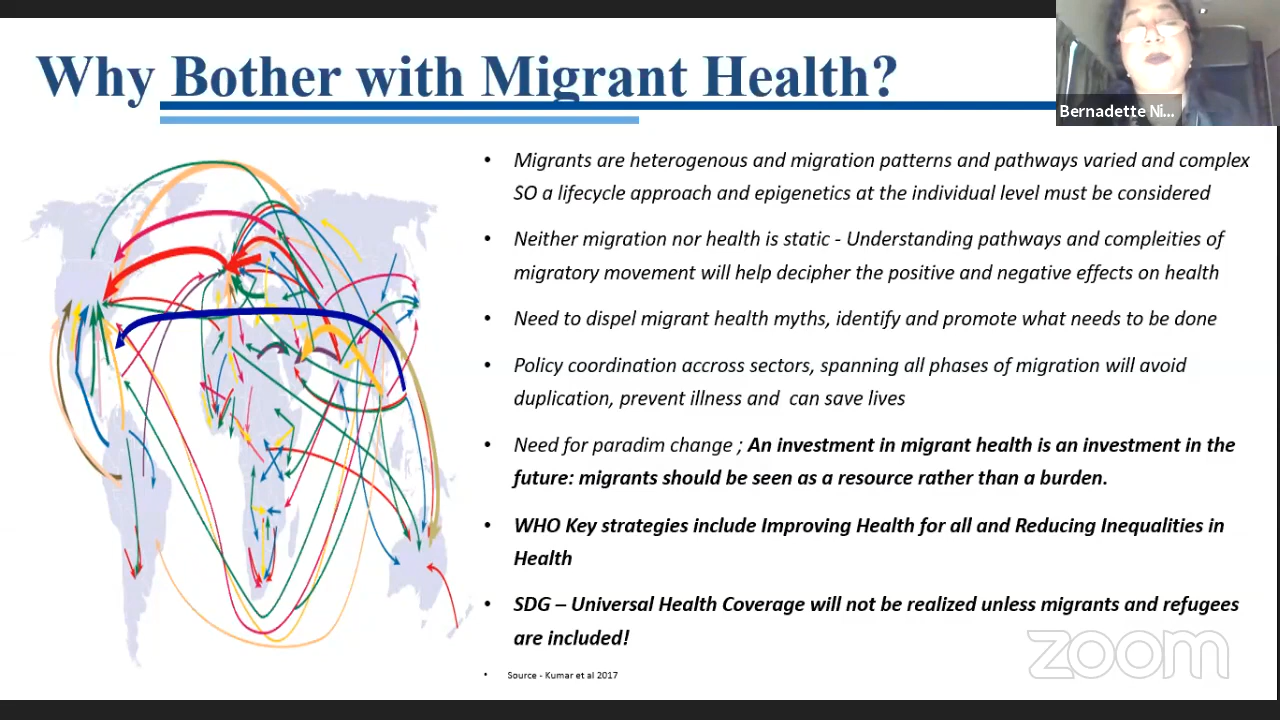 Why Bother with Migrant Health?
Bernadette Ni...
• Migrants are heterogenous and migration patterns and pathways varied and complex
SO a lifecycle approach and epigenetics at the individual level must be considered
• Neither migration nor health is static - Understanding pathways and compleities of
migratory movement will help decipher the positive and negative effects on health
• Need to dispel migrant health myths, identify and promote what needs to be done
• Policy coordination accross sectors, spanning all phases of migration will avoid
duplication, prevent illness and can save lives
• Need for paradim change ; An investment in migrant health is an investment in the
future: migrants should be seen as a resource rather than a burden.
• WHO Key strategies include Improving Health for all and Reducing Inequalities in
Health
• SDG – Universal Health Coverage will not be realized unless migrants and refugees
are included!
• Source - Kumar et al 2017
zoom